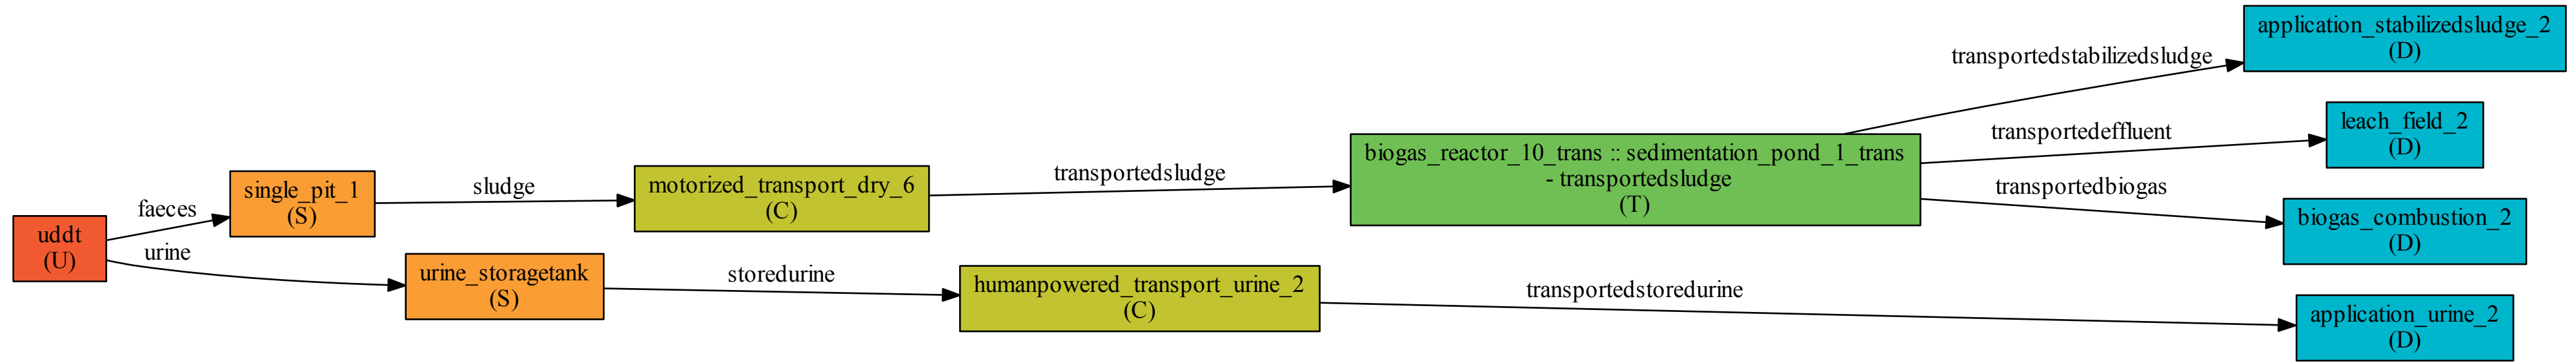 uddt
(U)
faeces
urine
single_pit_1
(S)
urine_storagetank
(S)
sludge
storedurine
motorized_transport_dry_6
(C)
humanpowered_transport_urine_2
(C)
transportedsludge
transportedstoredurine
biogas_reactor_10_trans :: sedimentation_pond_1_trans
- transportedsludge
(T)
transportedstabilizedsludge
transportedeffluent
transportedbiogas
application_stabilizedsludge_2
(D)
leach_field_2
(D)
biogas_combustion_2
(D)
application_urine_2
(D)